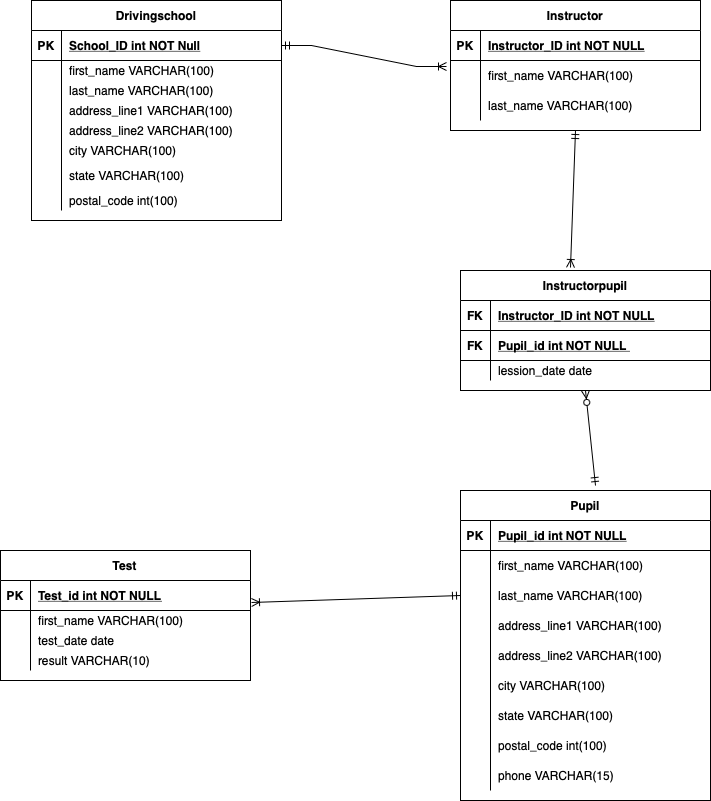 Drivingschool
PK School_ID int NOT Null
first_name VARCHAR(100)
last_name VARCHAR(100)
address_line1 VARCHAR(100)
address_line2 VARCHAR(100)
city VARCHAR(100)
state VARCHAR(100)
postal_code int(100)
Instructor
PK Instructor_ID int NOT NULL
first_name VARCHAR(100)
last_name VARCHAR(100)
Instructorpupil
FK Instructor_ID int NOT NULL
FK Pupil_id int NOT NULL
lession_date date
Test
PK Test_id int NOT NULL
first_name VARCHAR(100)
test_date date
result VARCHAR(10)
Pupil
PK Pupil_id int NOT NULL
first_name VARCHAR(100)
last_name VARCHAR(100)
address_line1 VARCHAR(100)
address_line2 VARCHAR(100)
city VARCHAR(100)
state VARCHAR(100)
postal_code int(100)
phone VARCHAR(15)